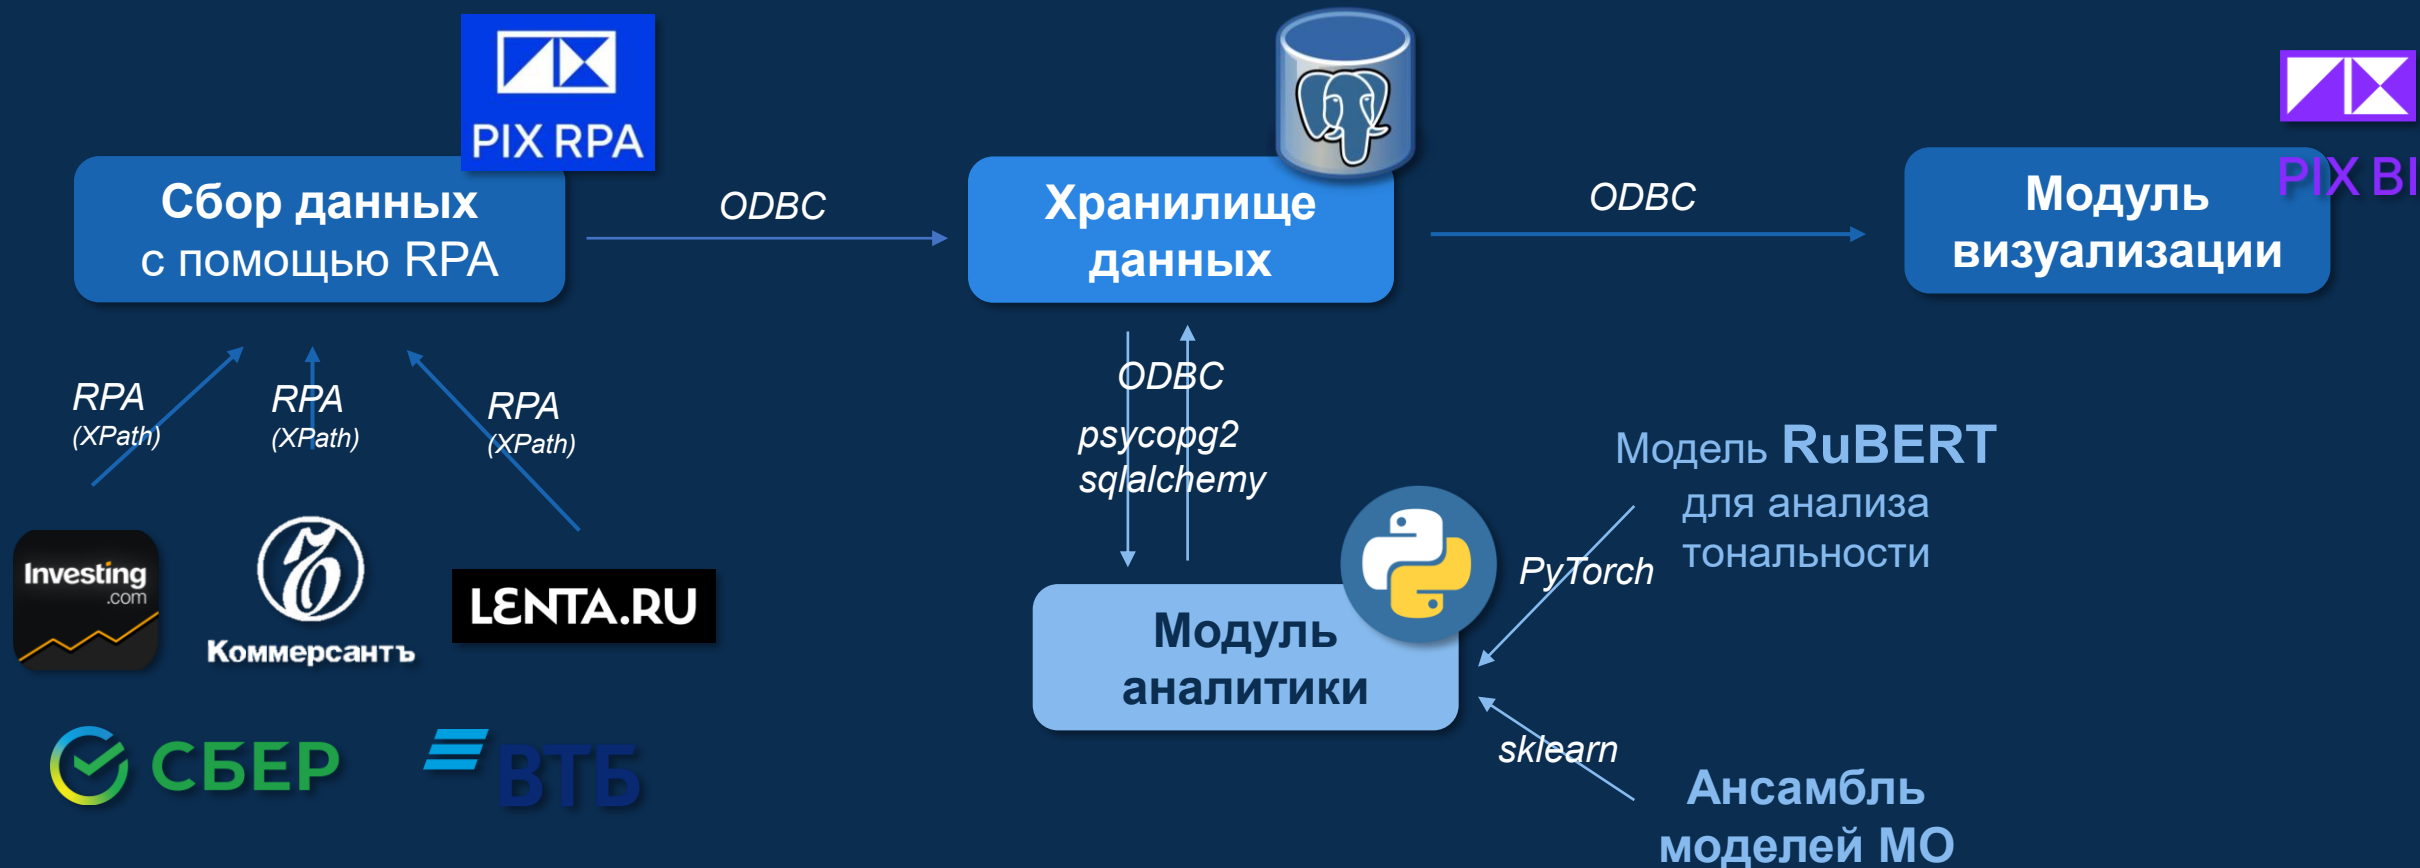 PIX RPA
Сбор данных
с помощью RPA
ODBC
Хранилище
данных
ODBC
PIX BI
Модуль
визуализации
RPA
(XPath)
RPA
(XPath)
RPA
(XPath)
ODBC
psycopg2
sqlalchemy
Модель RuBERT
для анализа
тональности
PyTorch
Investing
.com
Коммерсантъ
LENTA.RU
Модуль
аналитики
sklearn
СБЕР
ВТБ
Ансамбль
моделей МО